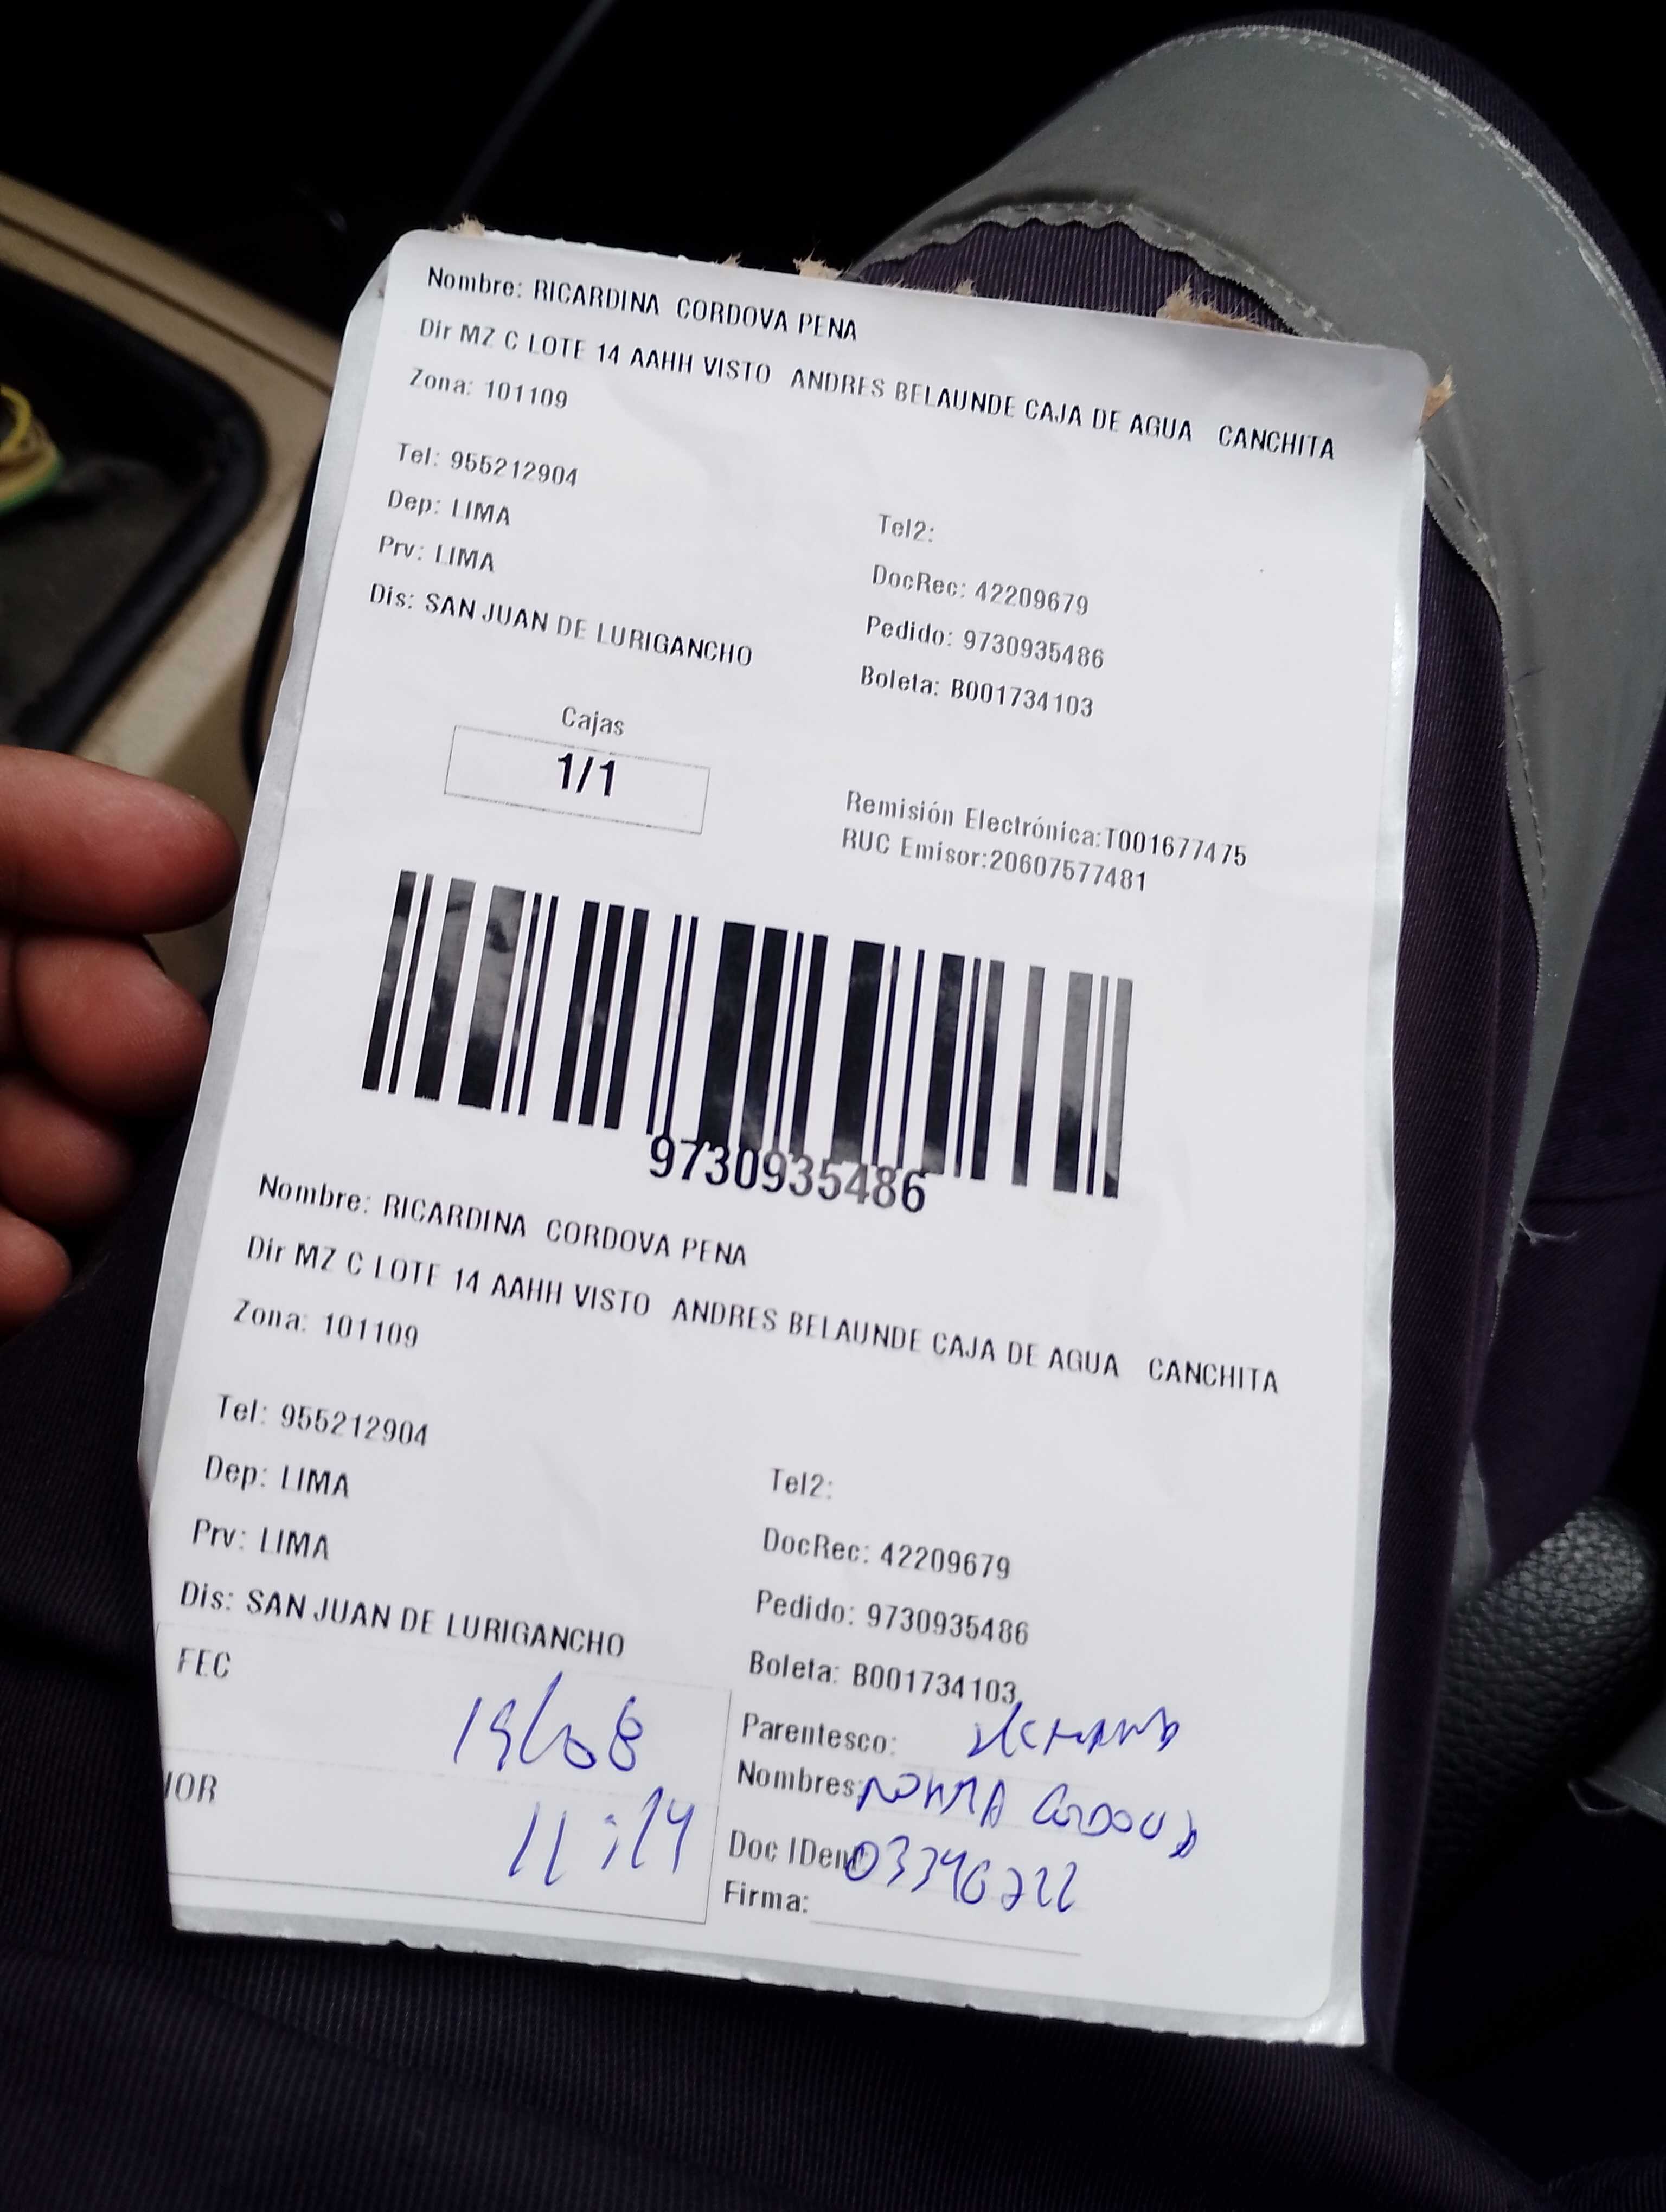 Nombre: RICARDINA CORDOVA PENA
Dir MZ C LOTE 14 AAHH VISTO ANDRES BELAUNDE CAJA DE AGUA CANCHITA
Zona: 101109
Tel: 955212904
Tel2:
Dep: LIMA
DocRec: 42209679
Prv: LIMA
Pedido: 9730935486
Dis: SAN JUAN DE LURIGANCHO
Boleta: B001734103
Cajas
1/1
Remisión Electrónica:T001677475
RUC Emisor:20607577481
9730935486
Nombre: RICARDINA CORDOVA PENA
Dir MZ C LOTE 14 AAHH VISTO ANDRES BELAUNDE CAJA DE AGUA CANCHITA
Zona: 101109
Tel: 955212904
Tel2:
Dep: LIMA
DocRec: 42209679
Prv: LIMA
Pedido: 9730935486
Dis: SAN JUAN DE LURIGANCHO
Boleta: B001734103
FEC
Parentesco:
Nombres: CORDOVA
11:14
Doc IDen
Firma: